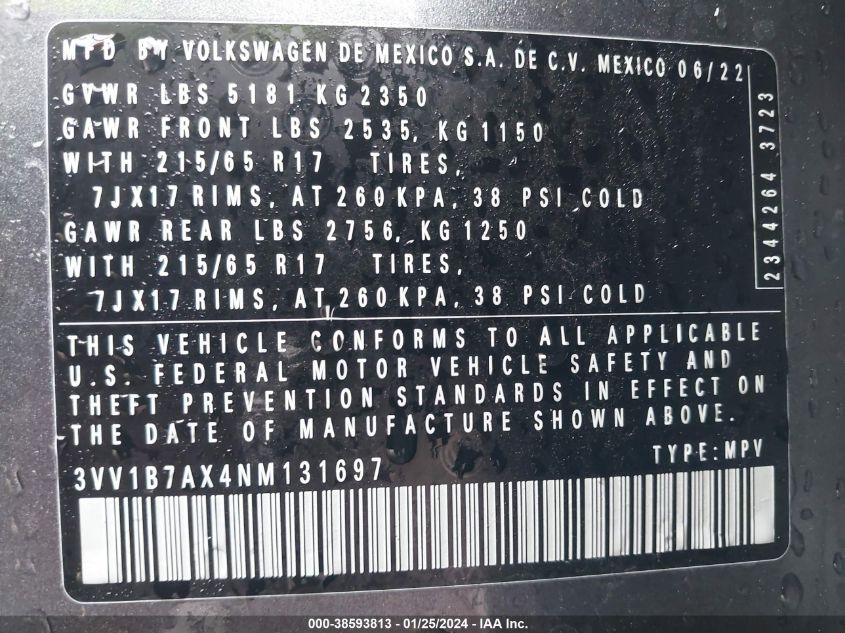 MFD BY VOLKSWAGEN DE MEXICO S.A. DE C.V. MEXICO 06/22
GVWR LBS 5181 KG 2350
GAWR FRONT LBS 2535, KG 1150
WITH 215/65 R17 TIRES,
7JX17 RIMS, AT 260 KPA, 38 PSI COLD
GAWR REAR LBS 2756, KG 1250
WITH 215/65 R17 TIRES,
7JX17 RIMS, AT 260 KPA, 38 PSI COLD
2344264 3723
THIS VEHICLE CONFORMS TO ALL APPLICABLE
U.S. FEDERAL MOTOR VEHICLE SAFETY AND
THEFT PREVENTION STANDARDS IN EFFECT ON
THE DATE OF MANUFACTURE SHOWN ABOVE.
3VV1B7AX4NM131697 TYPE: MPV
000-38593813 - 01/25/2024 - IAA Inc.